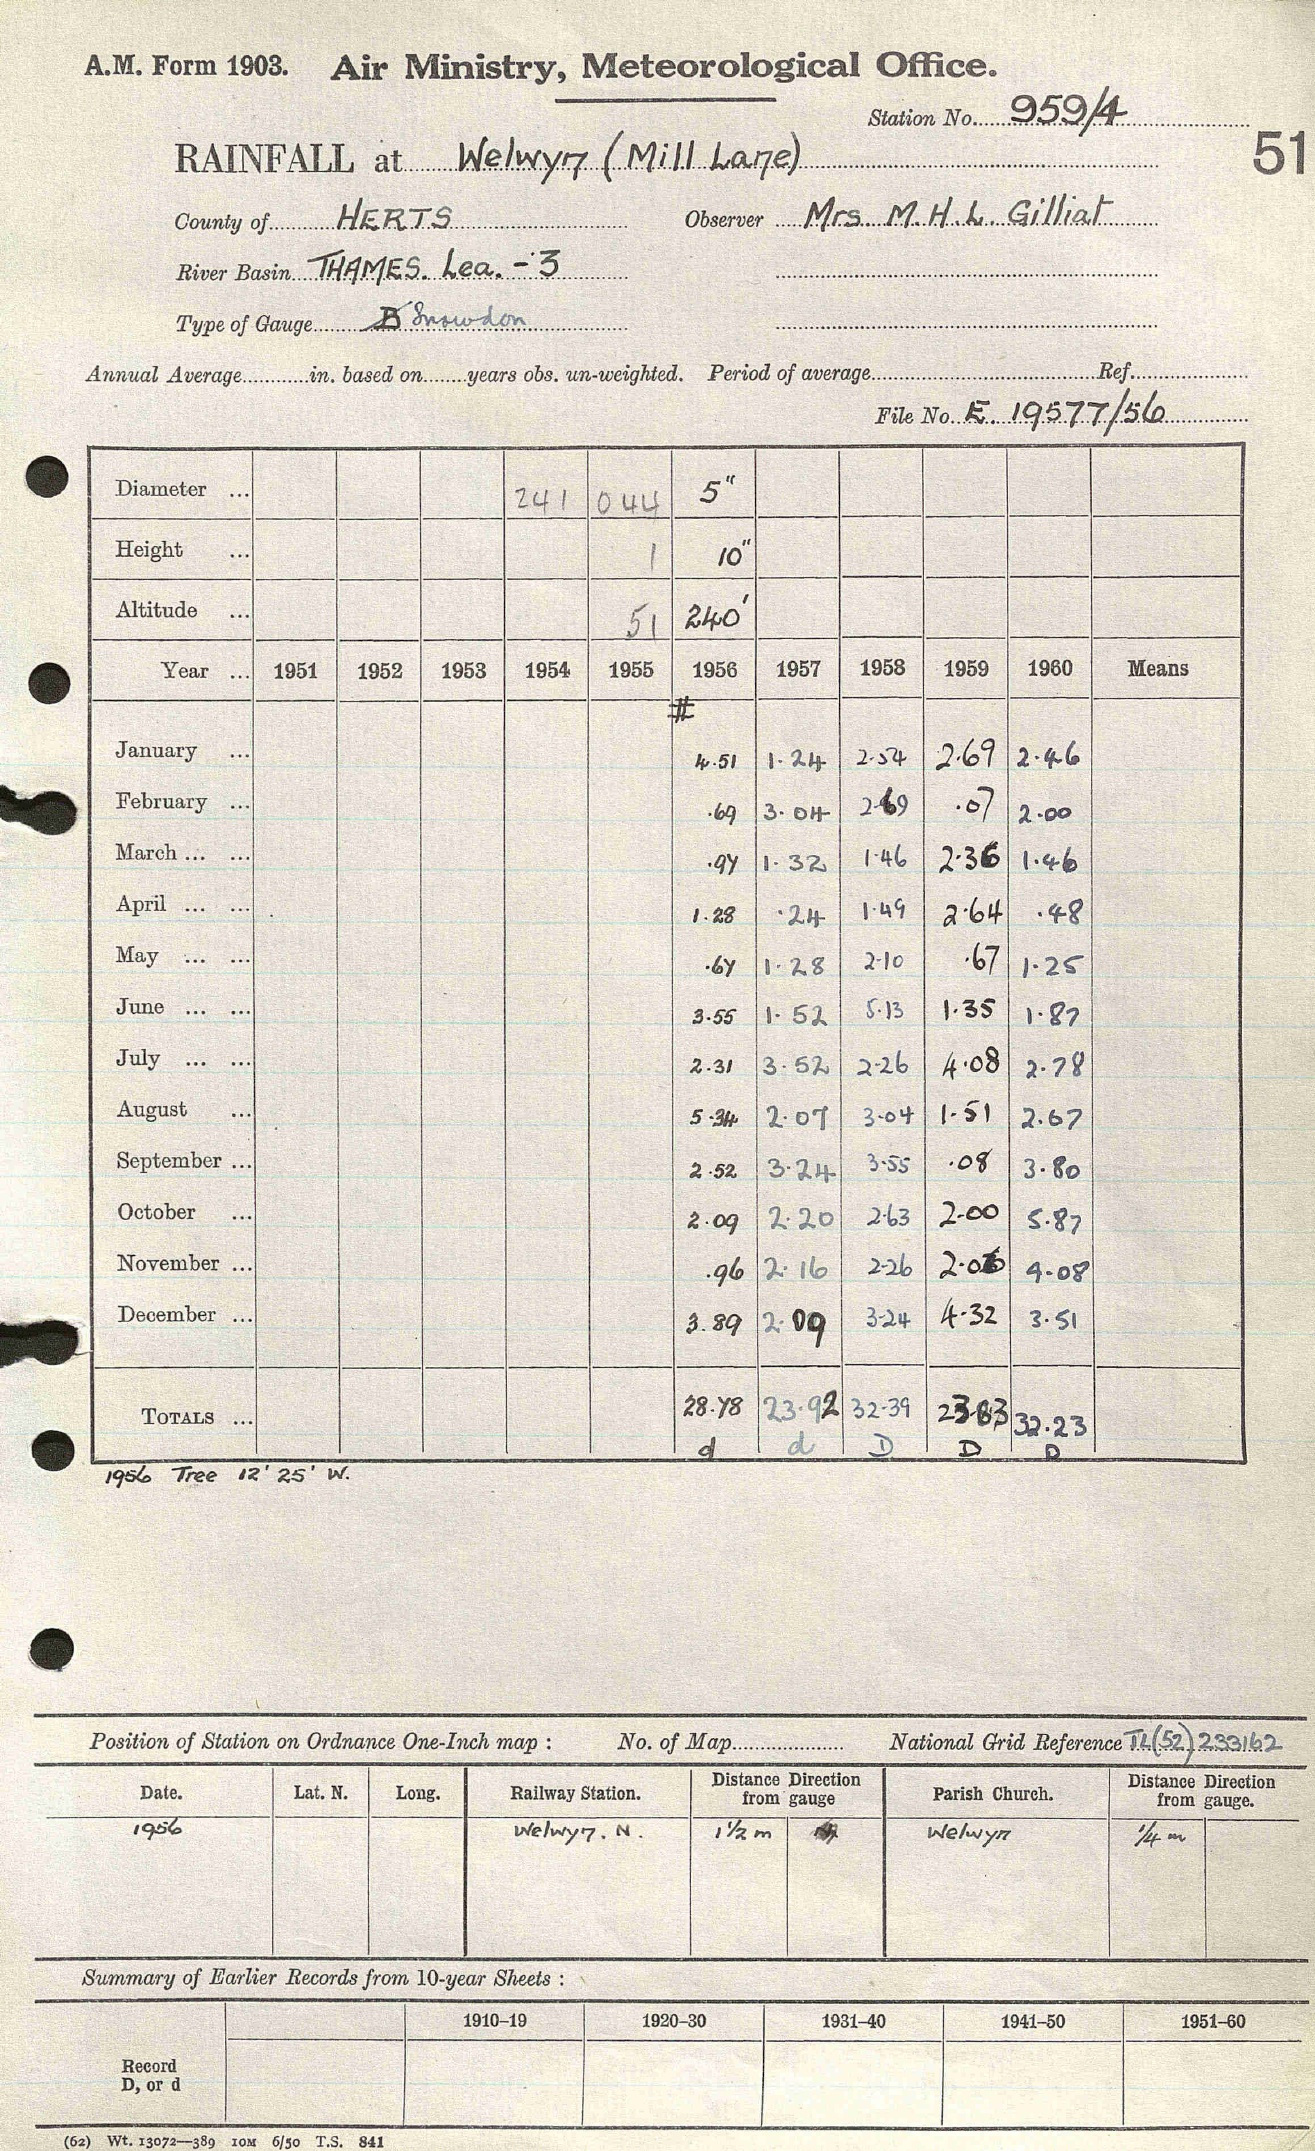 A.M. Form 1903. Air Ministry, Meteorological Office.
Station No. 959/4
51
RAINFALL at Welwyn (Mill Lane)
County of HERTS Observer Mrs M.H.L. Gilliat
River Basin THAMES. Lea. - 3
Type of Gauge B Snowdon
Annual Average in. based on years obs. un-weighted. Period of average Ref.
File No. E. 19577/56
Diameter ... 241 044 5"
Height ... 1 10"
Altitude ... 51 240'
Year ... 1951 1952 1953 1954 1955 1956 1957 1958 1959 1960 Means
#
January ... 4.51 1.24 2.54 2.69 2.46
February ... .69 3.04 2.69 .07 2.00
March ... ... .97 1.32 1.46 2.36 1.46
April ... ... 1.28 .24 1.49 2.64 .48
May ... ... .67 1.28 2.10 .67 1.25
June ... ... 3.55 1.52 5.13 1.35 1.87
July ... ... 2.31 3.52 2.26 4.08 2.78
August ... 5.34 2.07 3.04 1.51 2.67
September ... 2.52 3.24 3.55 .08 3.80
October ... 2.09 2.20 2.63 2.00 5.87
November ... .96 2.16 2.26 2.06 4.08
December ... 3.89 2.09 3.24 4.32 3.51
TOTALS ... 28.78 23.92 32.39 23.83 32.23
d d D D D
1956 Tree 12' 25' W.
Position of Station on Ordnance One-Inch map : No. of Map National Grid Reference TL(52) 233162
Date. Lat. N. Long. Railway Station. Distance Direction from gauge Parish Church. Distance Direction from gauge.
1956 Welwyn. N. 1½ m Welwyn ¼ m
Summary of Earlier Records from 10-year Sheets :
1910–19 1920–30 1931–40 1941–50 1951–60
Record
D, or d
(62) Wt. 13072—389 10M 6/50 T.S. 841